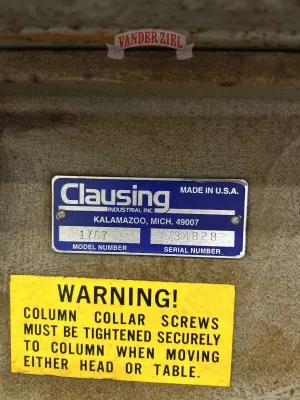 VANDER ZIEL
Clausing
INDUSTRIAL INC.
MADE IN U.S.A.
KALAMAZOO, MICH. 49007
1767
MODEL NUMBER
534828
SERIAL NUMBER
WARNING!
COLUMN COLLAR SCREWS
MUST BE TIGHTENED SECURELY
TO COLUMN WHEN MOVING
EITHER HEAD OR TABLE.